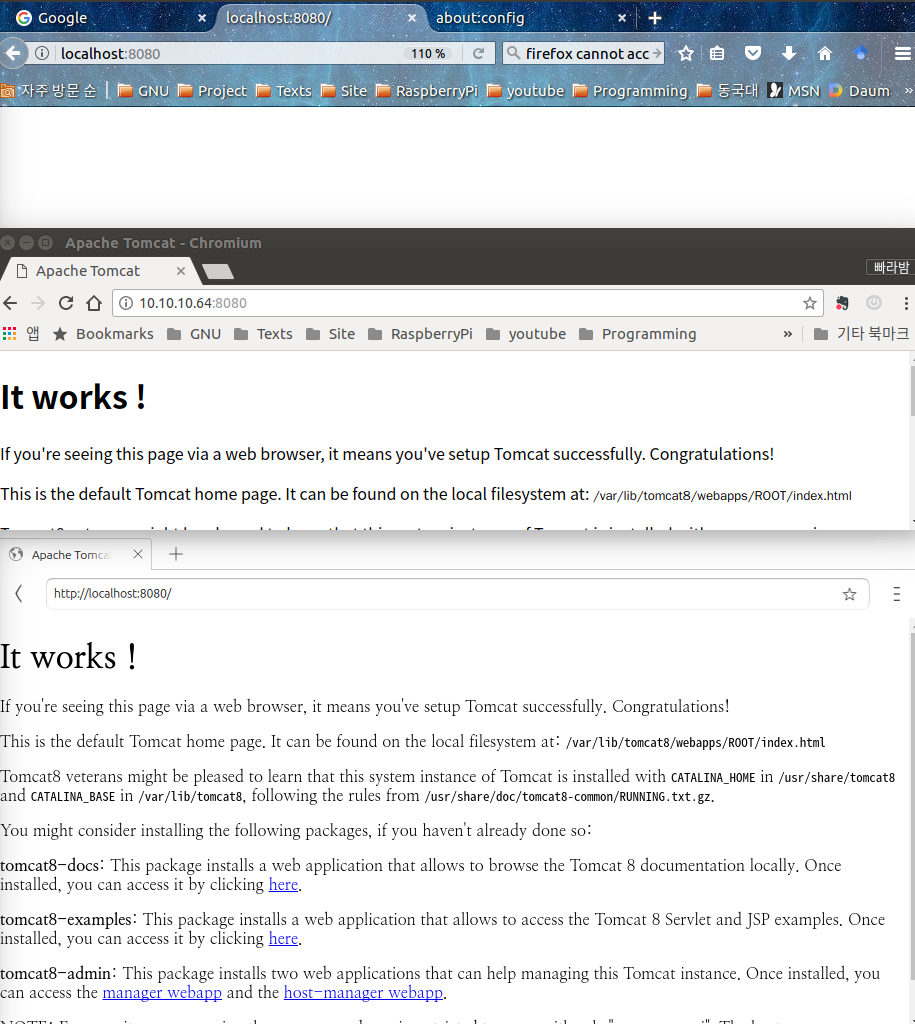 Google
localhost:8080/
about:config
localhost:8080
110 %
firefox cannot acc
자주 방문 순
GNU
Project
Texts
Site
RaspberryPi
youtube
Programming
동국대
MSN
Daum
Apache Tomcat - Chromium
Apache Tomcat
빠라밤
10.10.10.64:8080
앱
Bookmarks
GNU
Texts
Site
RaspberryPi
youtube
Programming
»
기타 북마크
It works !
If you're seeing this page via a web browser, it means you've setup Tomcat successfully. Congratulations!
This is the default Tomcat home page. It can be found on the local filesystem at: /var/lib/tomcat8/webapps/ROOT/index.html
Apache Tomca
http://localhost:8080/
It works !
If you're seeing this page via a web browser, it means you've setup Tomcat successfully. Congratulations!
This is the default Tomcat home page. It can be found on the local filesystem at: /var/lib/tomcat8/webapps/ROOT/index.html
Tomcat8 veterans might be pleased to learn that this system instance of Tomcat is installed with CATALINA_HOME in /usr/share/tomcat8
and CATALINA_BASE in /var/lib/tomcat8, following the rules from /usr/share/doc/tomcat8-common/RUNNING.txt.gz.
You might consider installing the following packages, if you haven't already done so:
tomcat8-docs: This package installs a web application that allows to browse the Tomcat 8 documentation locally. Once
installed, you can access it by clicking here.
tomcat8-examples: This package installs a web application that allows to access the Tomcat 8 Servlet and JSP examples. Once
installed, you can access it by clicking here.
tomcat8-admin: This package installs two web applications that can help managing this Tomcat instance. Once installed, you
can access the manager webapp and the host-manager webapp.